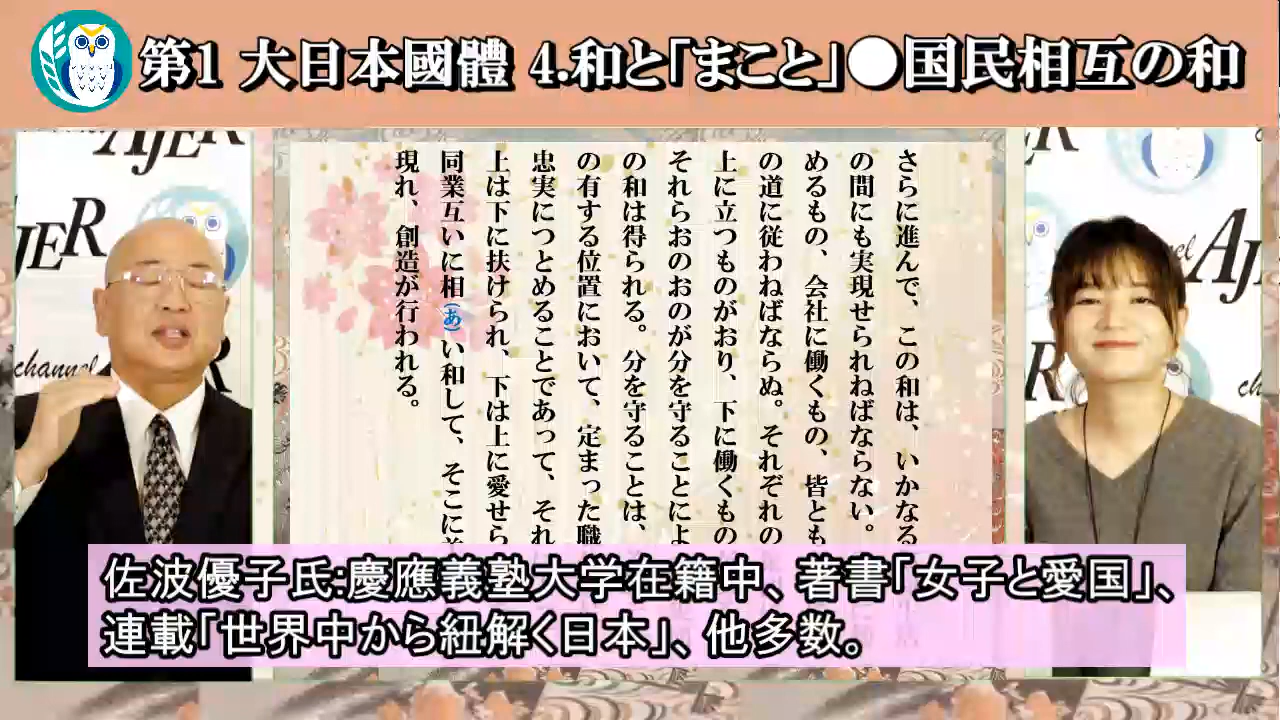 第1 大日本國體 4.和と「まこと」●国民相互の和
AJER
AJER
channel
さらに進んで、この和は、いかなる
の間にも実現せられねばならない。
めるもの、会社に働くもの、皆とも
の道に従わねばならぬ。それぞれの
上に立つものがおり、下に働くもの
それらおのおのが分を守ることによ
の和は得られる。分を守ることは、
の有する位置において、定まった職
忠実につとめることであって、それ
上は下に扶けられ、下は上に愛せら
同業互いに相(あ)い和して、そこに
現れ、創造が行われる。
佐波優子氏:慶應義塾大学在籍中、著書「女子と愛国」、
連載「世界中から紐解く日本」、他多数。